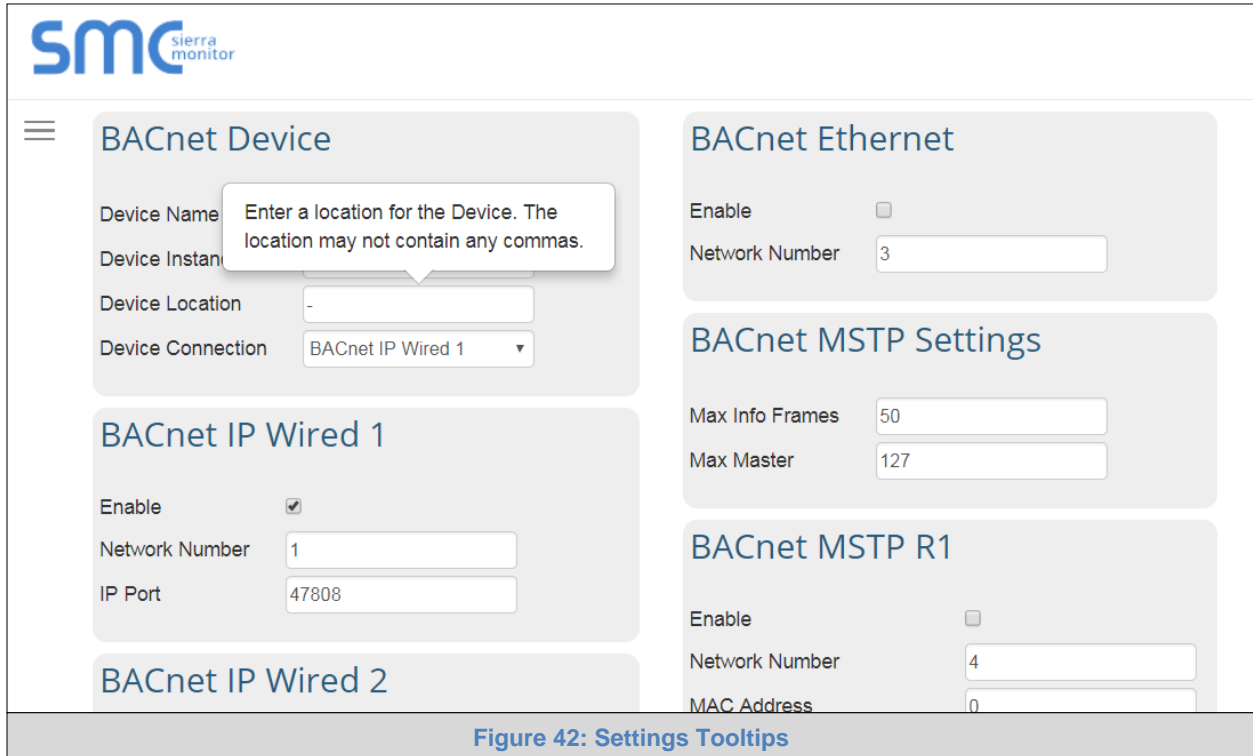 SMC sierra
monitor
BACnet Device
Device Name
Enter a location for the Device. The
location may not contain any commas.
Device Instan
Device Location -
Device Connection BACnet IP Wired 1
BACnet IP Wired 1
Enable
Network Number 1
IP Port 47808
BACnet IP Wired 2
BACnet Ethernet
Enable
Network Number 3
BACnet MSTP Settings
Max Info Frames 50
Max Master 127
BACnet MSTP R1
Enable
Network Number 4
MAC Address 0
Figure 42: Settings Tooltips